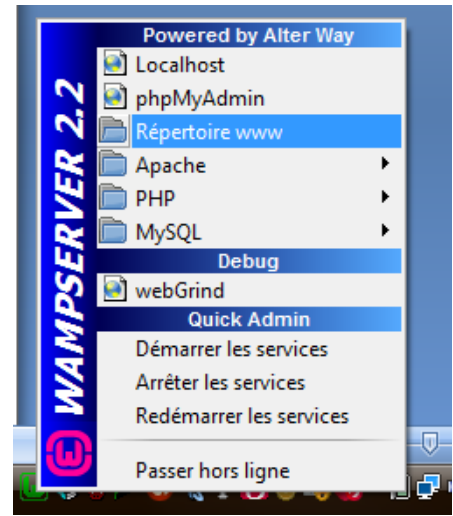 Powered by Alter Way
Localhost
phpMyAdmin
Répertoire www
Apache
PHP
MySQL
Debug
webGrind
Quick Admin
Démarrer les services
Arrêter les services
Redémarrer les services
Passer hors ligne
WAMPSERVER 2.2